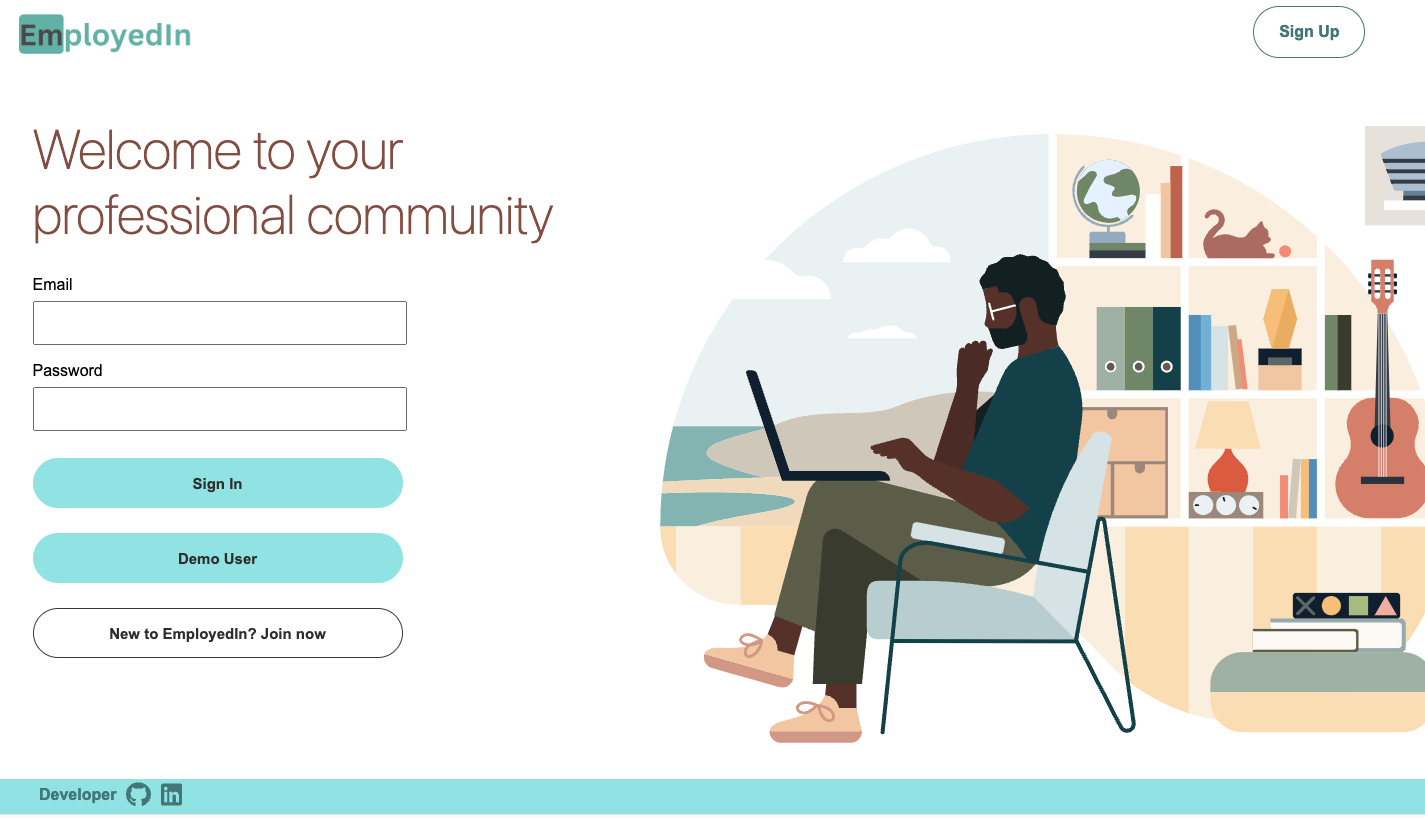 EmployedIn
Sign Up
Welcome to your
professional community
Email
Password
Sign In
Demo User
New to EmployedIn? Join now
Developer